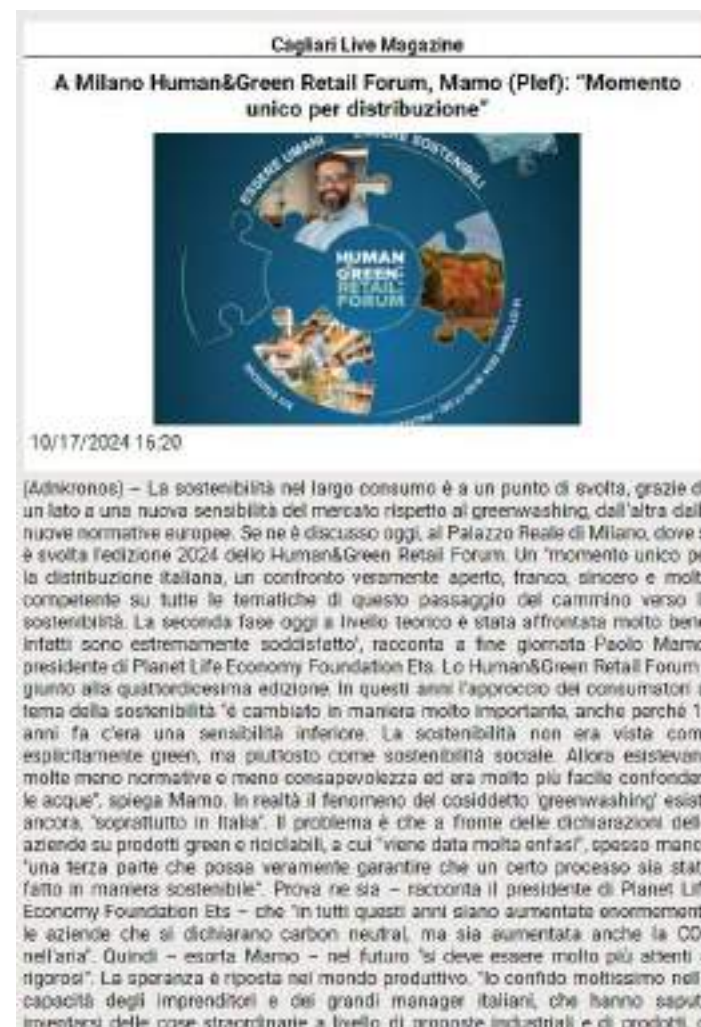 Cagliari Live Magazine
A Milano Human&Green Retail Forum, Mamo (Plef): "Momento
unico per distribuzione"
ESSERE UMANI
ESSERE SOSTENIBILI
HUMAN
GREEN
RETAIL
FORUM
10/17/2024 16:20
(Adnkronos) – La sostenibilità nel largo consumo è a un punto di svolta, grazie d
un lato a una nuova sensibilità del mercato rispetto al greenwashing, dall'altra dall
nuove normative europee. Se ne è discusso oggi, al Palazzo Reale di Milano, dove s
è svolta l'edizione 2024 dello Human&Green Retail Forum. Un "momento unico pe
la distribuzione italiana, un confronto veramente aperto, franco, sincero e molt
competente su tutte le tematiche di questo passaggio del cammino verso l
sostenibilità. La seconda fase oggi a livello teorico è stata affrontata molto bene
infatti sono estremamente soddisfatto", racconta a fine giornata Paolo Mamo
presidente di Planet Life Economy Foundation Ets. Lo Human&Green Retail Forum
giunto alla quattordicesima edizione. In questi anni l'approccio dei consumatori a
tema della sostenibilità "è cambiato in maniera molto importante, anche perché 1
anni fa c'era una sensibilità inferiore. La sostenibilità non era vista com
esplicitamente green, ma piuttosto come sostenibilità sociale. Allora esistevan
molte meno normative e meno consapevolezza ed era molto più facile confonder
le acque", spiega Mamo. In realtà il fenomeno del cosiddetto 'greenwashing' esist
ancora, "soprattutto in Italia". Il problema è che a fronte delle dichiarazioni dell
aziende su prodotti green e riciclabili, a cui "viene data molta enfasi", spesso manc
"una terza parte che possa veramente garantire che un certo processo sia stat
fatto in maniera sostenibile". Prova ne sia – racconta il presidente di Planet Lif
Economy Foundation Ets – che "in tutti questi anni siano aumentate enormement
le aziende che si dichiarano carbon neutral, ma sia aumentata anche la CO
nell'aria". Quindi – esorta Mamo – nel futuro "si deve essere molto più attenti
rigorosi". La speranza è riposta nel mondo produttivo. "Io confido moltissimo nell
capacità degli imprenditori e dei grandi manager italiani, che hanno saput
inventarsi delle cose straordinarie a livello di proposte industriali e di prodotti,